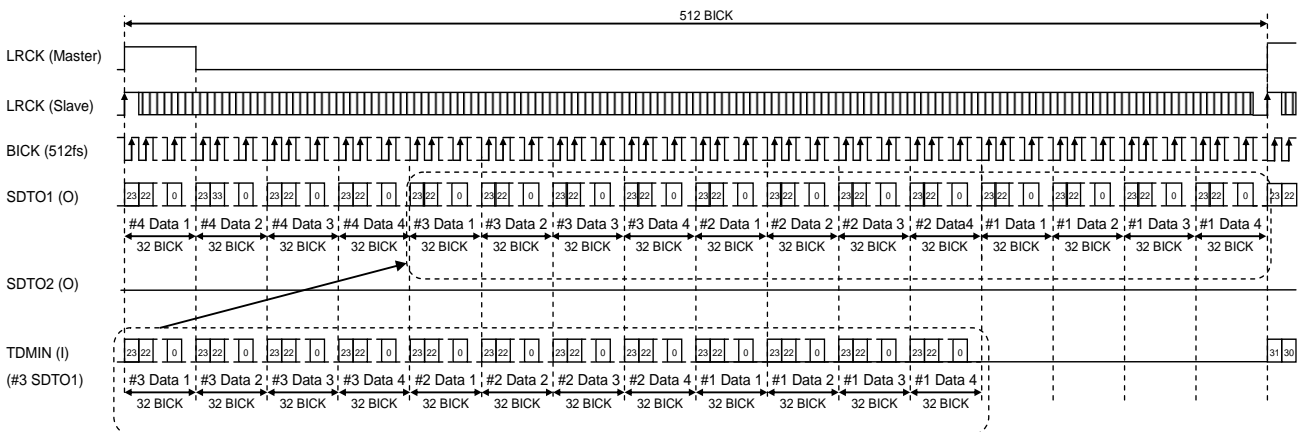 512 BICK
LRCK (Master)
LRCK (Slave)
BICK (512fs)
SDTO1 (O)
23 22 0 23 33 0 23 22 0 23 22 0 23 22 0 23 22 0 23 22 0 23 22 0 23 22 0 23 22 0 23 22 0 23 22 0 23 22 0 23 22 0 23 22 0 23 22 0 23 22
#4 Data 1 #4 Data 2 #4 Data 3 #4 Data 4 #3 Data 1 #3 Data 2 #3 Data 3 #3 Data 4 #2 Data 1 #2 Data 2 #2 Data 3 #2 Data4 #1 Data 1 #1 Data 2 #1 Data 3 #1 Data 4
32 BICK 32 BICK 32 BICK 32 BICK 32 BICK 32 BICK 32 BICK 32 BICK 32 BICK 32 BICK 32 BICK 32 BICK 32 BICK 32 BICK 32 BICK 32 BICK
SDTO2 (O)
TDMIN (I)
23 22 0 23 22 0 23 22 0 23 22 0 23 22 0 23 22 0 23 22 0 23 22 0 23 22 0 23 22 0 23 22 0 23 22 0 31 30
(#3 SDTO1)
#3 Data 1 #3 Data 2 #3 Data 3 #3 Data 4 #2 Data 1 #2 Data 2 #2 Data 3 #2 Data 4 #1 Data 1 #1 Data 2 #1 Data 3 #1 Data 4
32 BICK 32 BICK 32 BICK 32 BICK 32 BICK 32 BICK 32 BICK 32 BICK 32 BICK 32 BICK 32 BICK 32 BICK